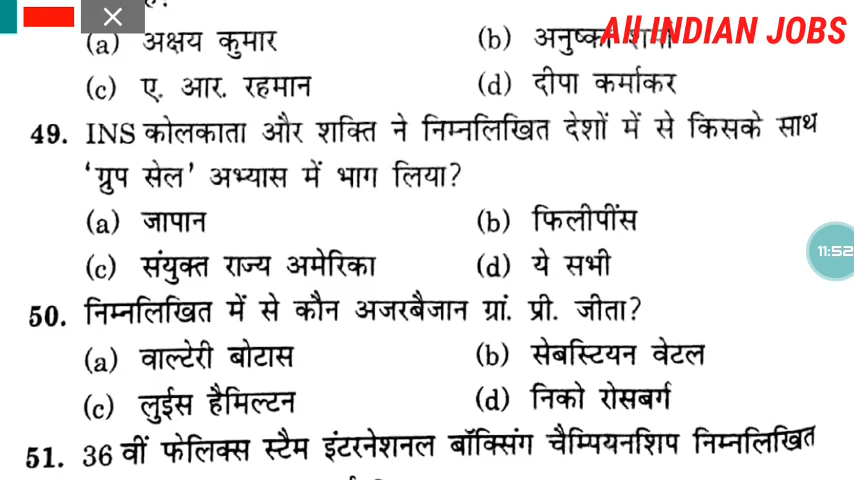 All INDIAN JOBS
(a) अक्षय कुमार (b) अनुष्का शर्मा
(c) ए. आर. रहमान (d) दीपा कर्माकर
49. INS कोलकाता और शक्ति ने निम्नलिखित देशों में से किसके साथ
‘ग्रुप सेल’ अभ्यास में भाग लिया?
(a) जापान (b) फिलीपींस
(c) संयुक्त राज्य अमेरिका (d) ये सभी
11:52
50. निम्नलिखित में से कौन अजरबैजान ग्रां. प्री. जीता?
(a) वाल्टेरी बोटास (b) सेबस्टियन वेटल
(c) लुईस हैमिल्टन (d) निको रोसबर्ग
51. 36 वीं फेलिक्स स्टैम इंटरनेशनल बॉक्सिंग चैम्पियनशिप निम्नलिखित